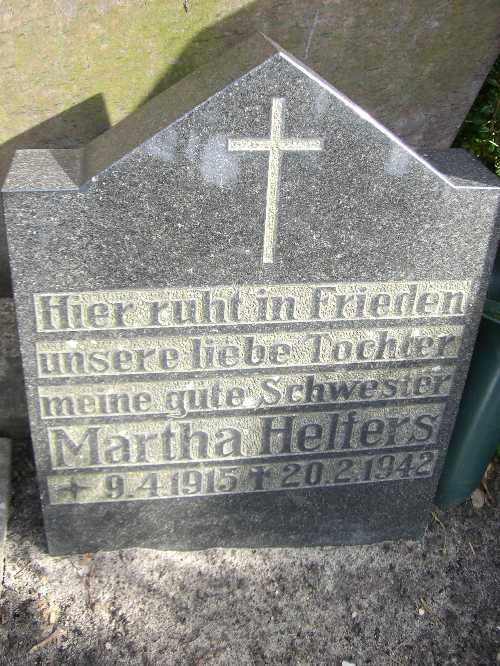 Hier ruht in Frieden
unsere liebe Tochter
meine gute Schwester
Martha Helfers
* 9.4.1915 † 20.2.1942